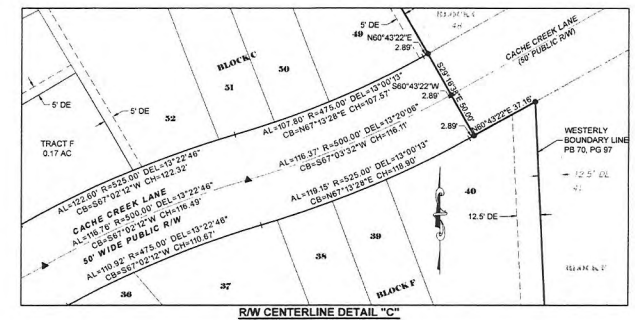 BLOCK G
48
5' DE
49
N60°43'22"E
2.89'
CACHE CREEK LANE
(50' PUBLIC R/W)
BLOCK C
50
51
52
S60°43'22"W
2.89'
S29°16'38"E 50.00'
2.89'
N60°43'22"E 37.16'
5' DE
5' DE
TRACT F
0.17 AC
AL=107.80' R=475.00' DEL=13°00'13"
CB=N67°13'28"E CH=107.57'
AL=116.37' R=500.00' DEL=13°20'06"
CB=S67°03'32"W CH=116.11'
AL=119.15' R=525.00' DEL=13°00'13"
CB=N67°13'28"E CH=118.90'
AL=122.60' R=525.00' DEL=13°22'46"
CB=S67°02'12"W CH=122.32'
CACHE CREEK LANE
AL=116.76' R=500.00' DEL=13°22'46"
CB=S67°02'12"W CH=116.49'
50' WIDE PUBLIC R/W
AL=110.92' R=475.00' DEL=13°22'46"
CB=S67°02'12"W CH=110.67'
WESTERLY
BOUNDARY LINE
PB 70, PG 97
12.5' DE
41
40
12.5' DE
39
38
37
36
BLOCK F
BLOCK F
R/W CENTERLINE DETAIL "C"